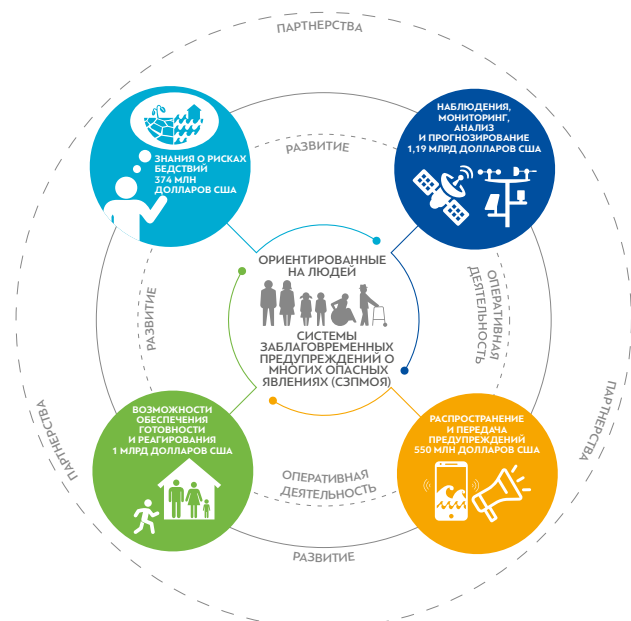 ПАРТНЕРСТВА
НАБЛЮДЕНИЯ,
МОНИТОРИНГ,
АНАЛИЗ
И ПРОГНОЗИРОВАНИЕ
1,19 МЛРД ДОЛЛАРОВ США
РАЗВИТИЕ
ЗНАНИЯ О РИСКАХ
БЕДСТВИЙ
374 МЛН
ДОЛЛАРОВ США
ОРИЕНТИРОВАННЫЕ
НА ЛЮДЕЙ
СИСТЕМЫ
ЗАБЛАГОВРЕМЕННЫХ
ПРЕДУПРЕЖДЕНИЙ О
МНОГИХ ОПАСНЫХ
ЯВЛЕНИЯХ (СЗПМОЯ)
РАЗВИТИЕ
ОПЕРАТИВНАЯ
ДЕЯТЕЛЬНОСТЬ
ПАРТНЕРСТВА
ПАРТНЕРСТВА
ВОЗМОЖНОСТИ
ОБЕСПЕЧЕНИЯ
ГОТОВНОСТИ
И РЕАГИРОВАНИЯ
1 МЛРД ДОЛЛАРОВ США
РАСПРОСТРАНЕНИЕ
И ПЕРЕДАЧА
ПРЕДУПРЕЖДЕНИЙ
550 МЛН ДОЛЛАРОВ США
ОПЕРАТИВНАЯ
ДЕЯТЕЛЬНОСТЬ
РАЗВИТИЕ